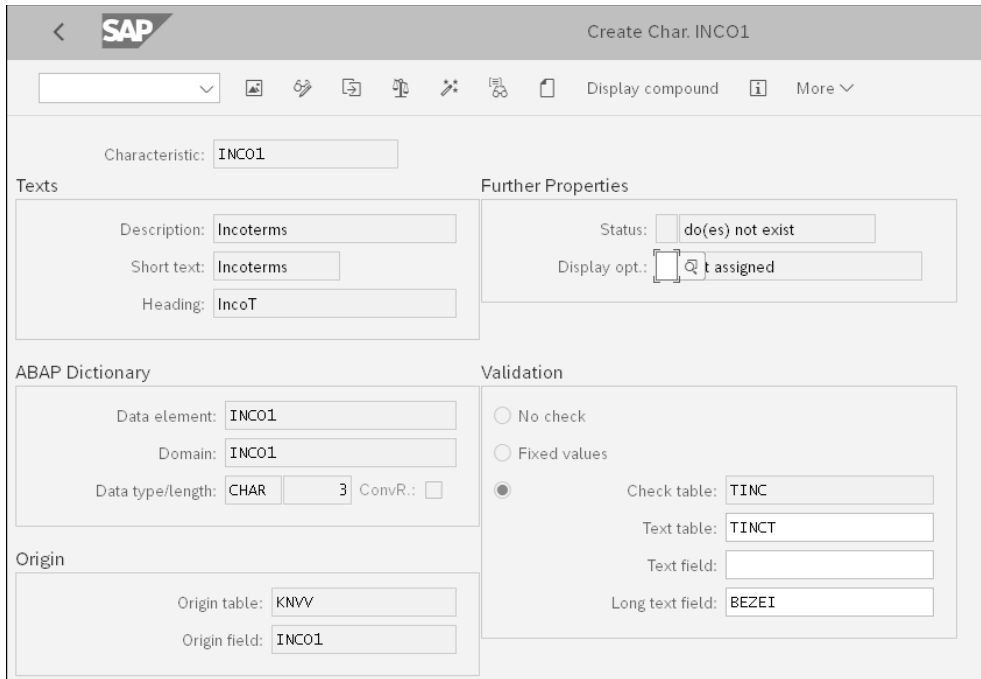 SAP
Create Char. INCO1
Display compound
More
Characteristic: INCO1
Texts
Description: Incoterms
Short text: Incoterms
Heading: IncoT
Further Properties
Status: do(es) not exist
Display opt.: t assigned
ABAP Dictionary
Data element: INCO1
Domain: INCO1
Data type/length: CHAR 3 ConvR.:
Validation
No check
Fixed values
Check table: TINC
Text table: TINCT
Text field:
Long text field: BEZEI
Origin
Origin table: KNVV
Origin field: INCO1